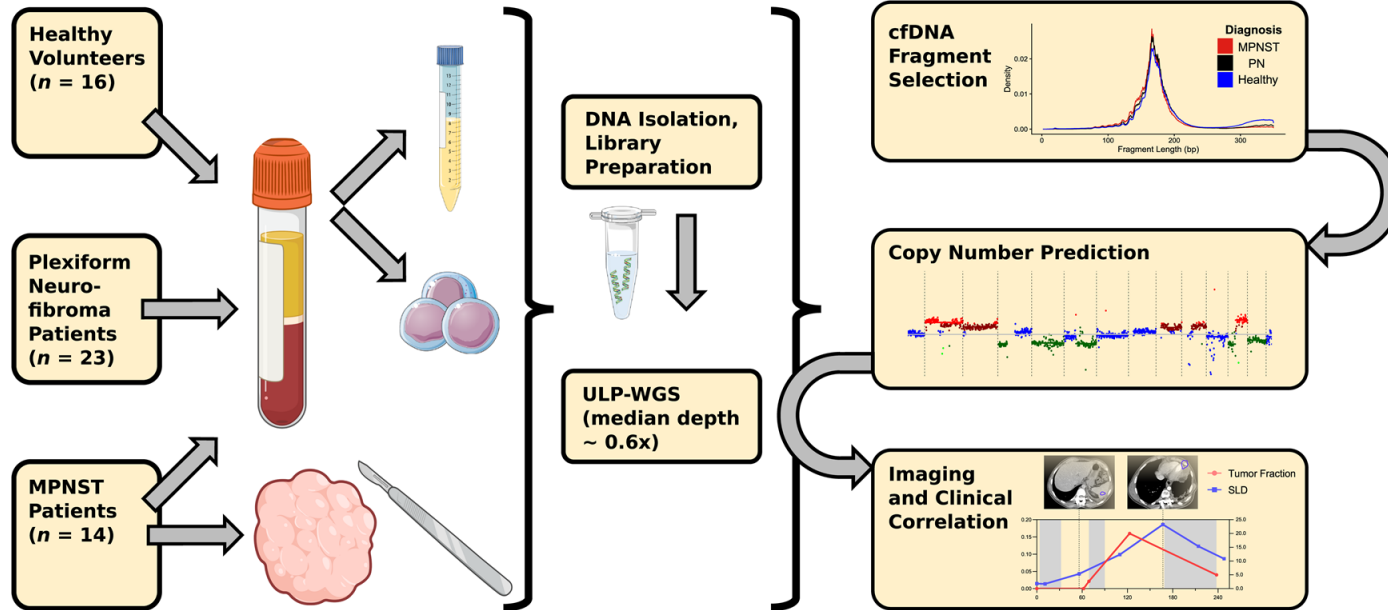 Healthy
Volunteers
(n = 16)
Plexiform
Neuro-
fibroma
Patients
(n = 23)
MPNST
Patients
(n = 14)
DNA Isolation,
Library
Preparation
ULP-WGS
(median depth
~ 0.6x)
cfDNA
Fragment
Selection
Diagnosis
MPNST
PN
Healthy
Density
0.02
0.01
0.00
0 100 200 300
Fragment Length (bp)
Copy Number Prediction
Imaging
and Clinical
Correlation
Tumor Fraction
SLD
0.20
0.15
0.10
0.05
0.00
25.0
20.0
15.0
10.0
5.0
0.0
0 60 120 180 240